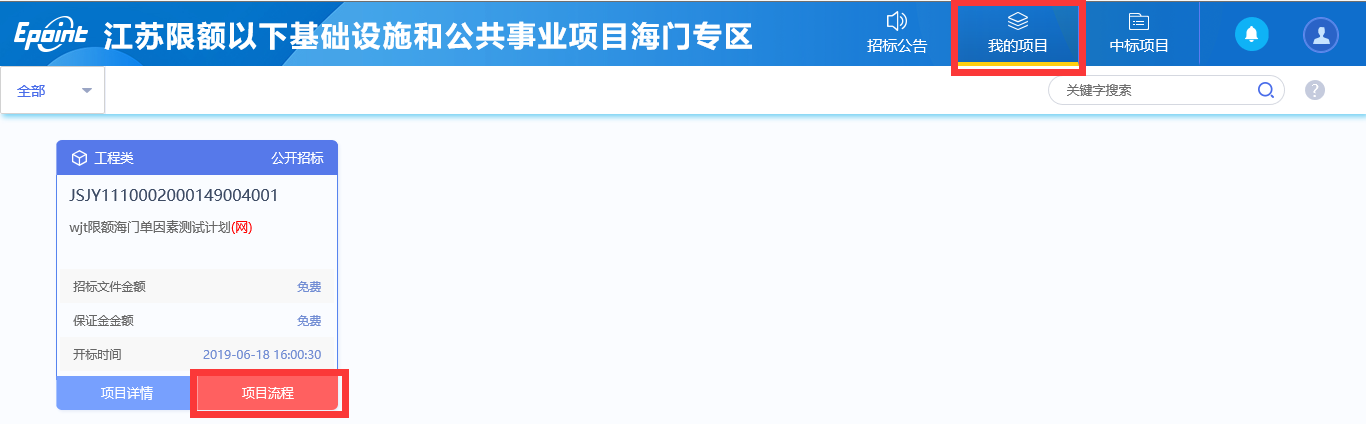 Epoint 江苏限额以下基础设施和公共事业项目海门专区
招标公告 我的项目 中标项目
全部
关键字搜索
?
工程类 公开招标
JSJY1110002000149004001
wjt限额海门单因素测试计划(网)
招标文件金额 免费
保证金金额 免费
开标时间 2019-06-18 16:00:30
项目详情 项目流程